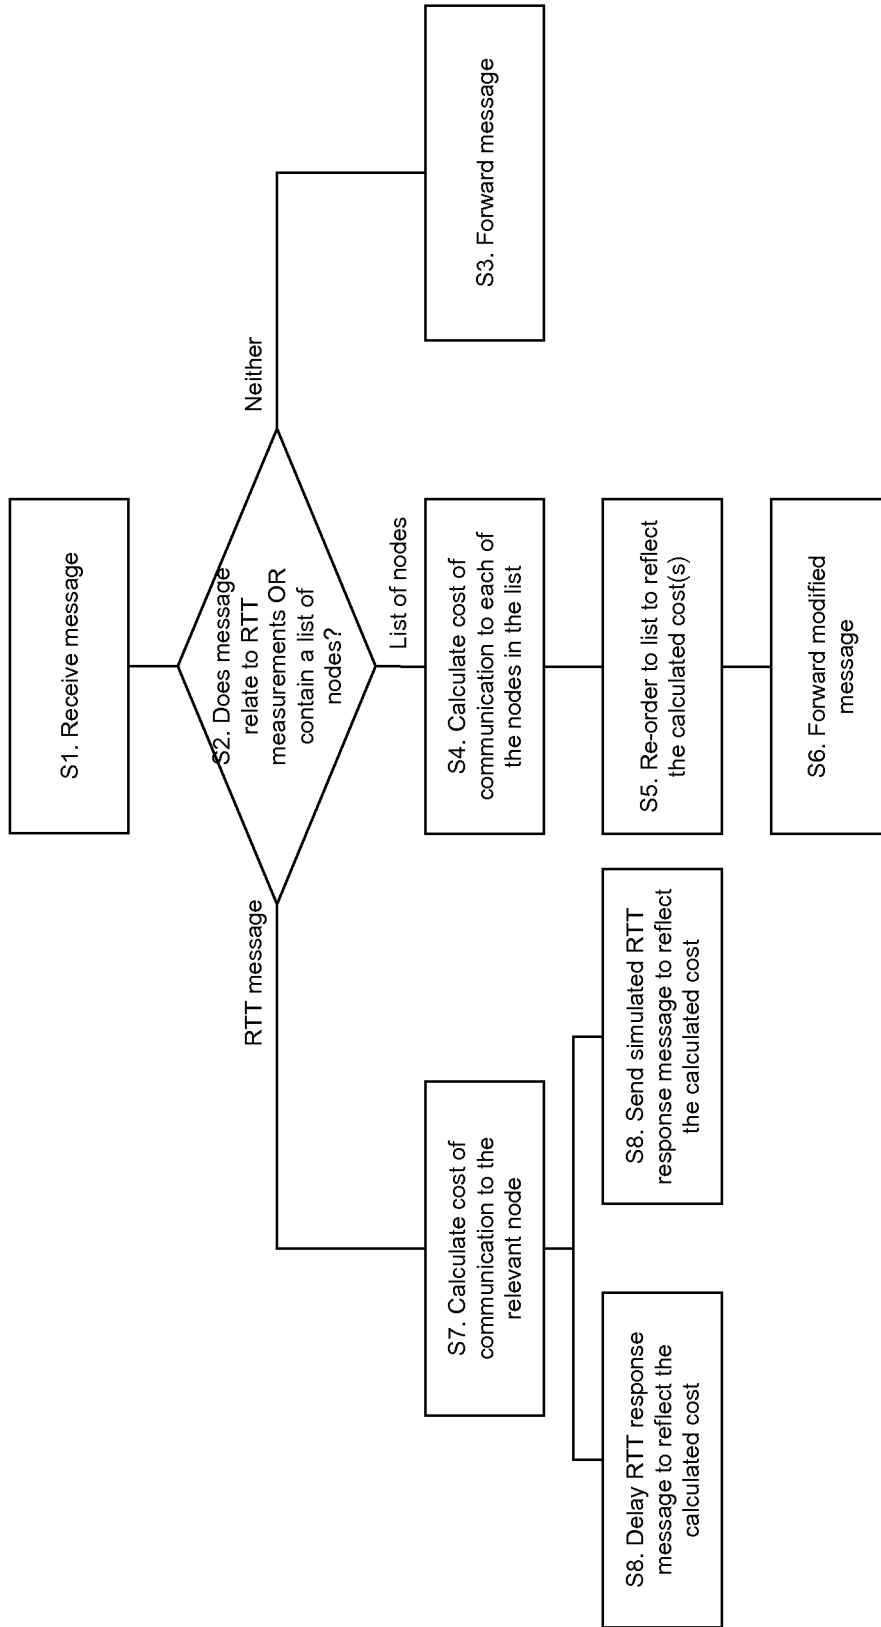 S1. Receive message
S2. Does message
relate to RTT
measurements OR
contain a list of
nodes?
RTT message
List of nodes
Neither
S7. Calculate cost of
communication to the
relevant node
S4. Calculate cost of
communication to each of
the nodes in the list
S3. Forward message
S8. Delay RTT response
message to reflect the
calculated cost
S8. Send simulated RTT
response message to reflect
the calculated cost
S5. Re-order to list to reflect
the calculated cost(s)
S6. Forward modified
message